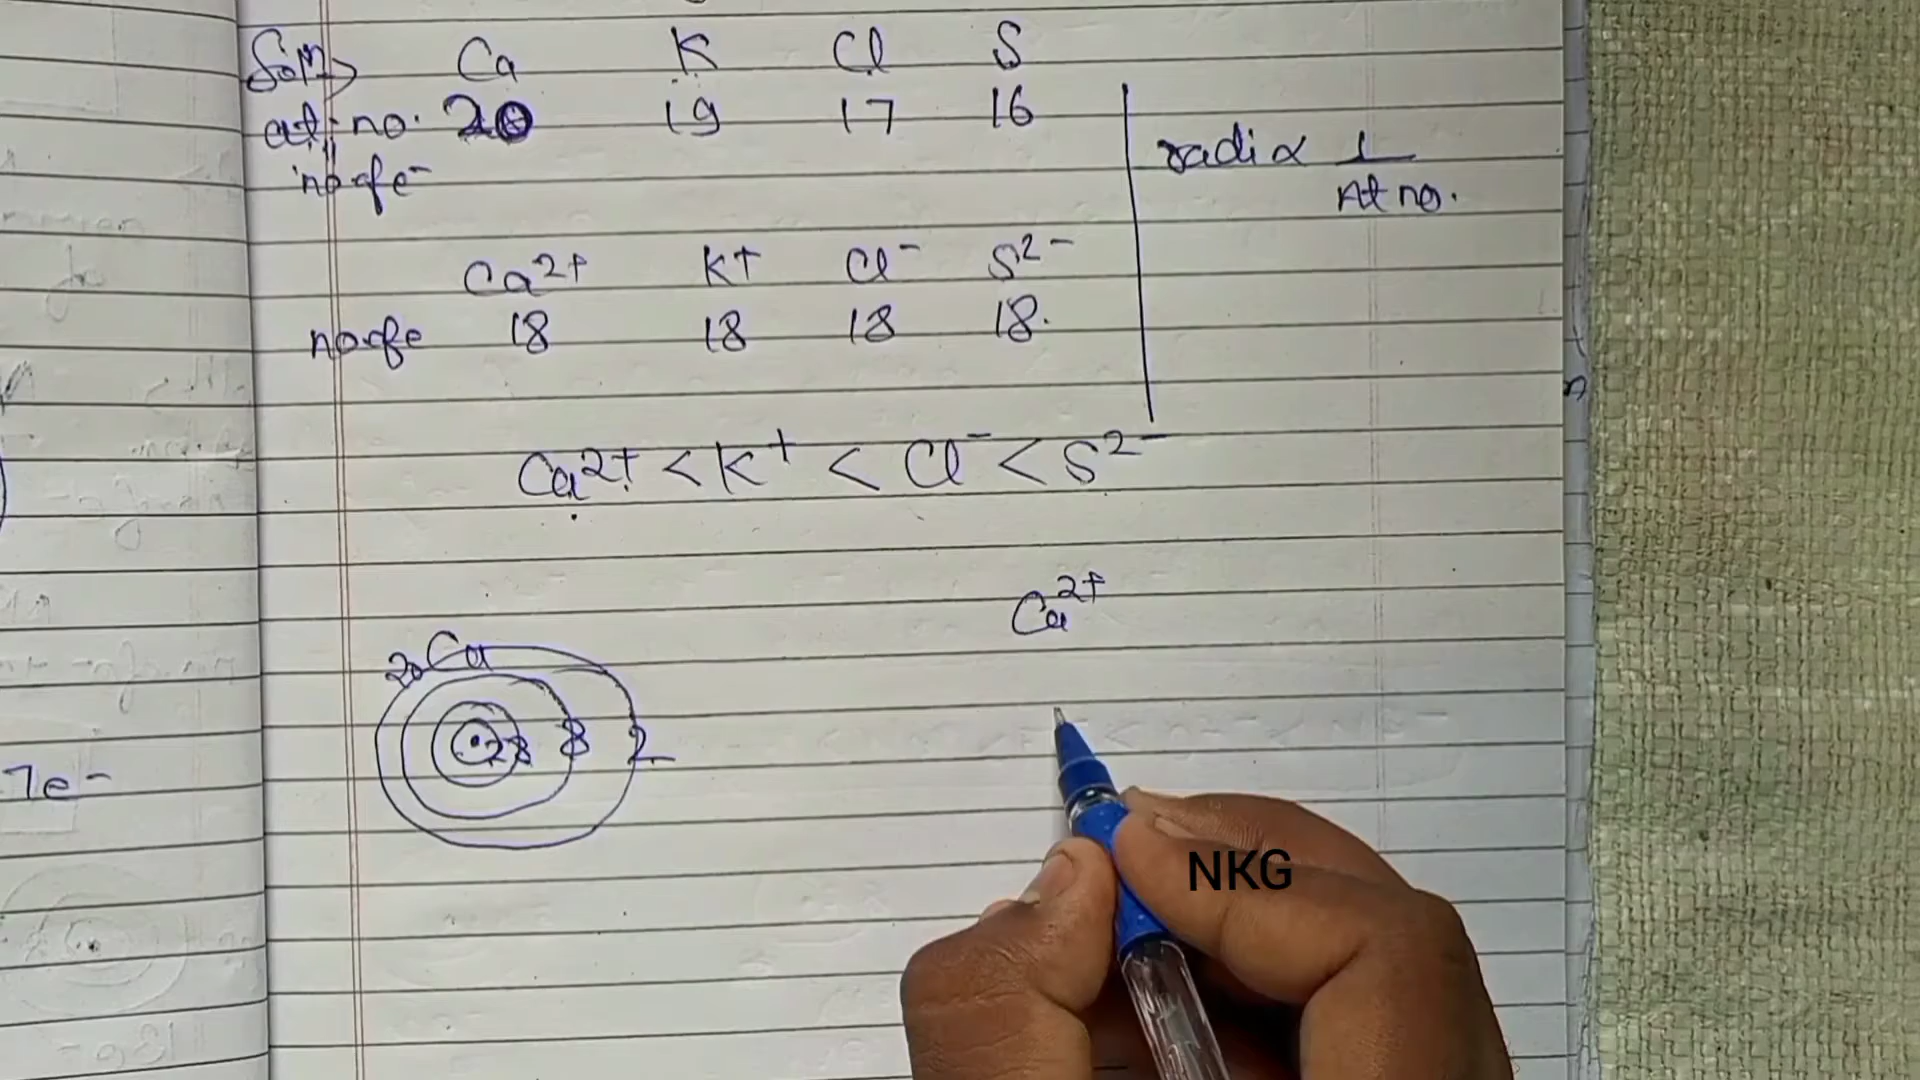 Soln> Ca K Cl S
at. no. 20 19 17 16
no of e-
radi ∝ 1
At no.
Ca2+ K+ Cl- S2-
no of e 18 18 18 18.
Ca2+ < K+ < Cl- < S2-
Ca2+
20Ca
2 8 8 2
7e-
NKG